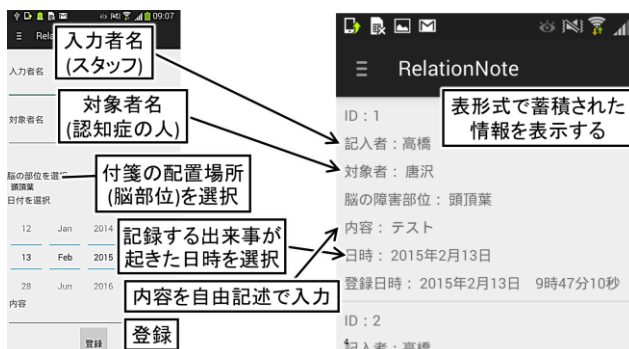 09:07
Rela
入力者名
(スタッフ)
入力者名
対象者名
(認知症の人)
対象者名
脳の部位を選
頭頂葉
付箋の配置場所
(脳部位)を選択
日付を選択
12 Jan 2014
13 Feb 2015
28 Jun 2016
記録する出来事が
起きた日時を選択
内容を自由記述で入力
内容
登録
登録
RelationNote
表形式で蓄積された
情報を表示する
ID：1
記入者：高橋
対象者： 唐沢
脳の障害部位： 頭頂葉
内容： テスト
日時： 2015年2月13日
登録日時： 2015年2月13日 9時47分10秒
ID：2
記入者：高橋